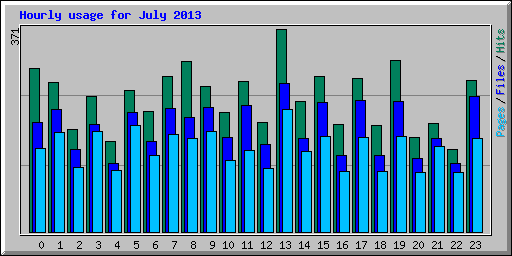 Hourly usage for July 2013
371
Pages / Files / Hits
0 1 2 3 4 5 6 7 8 9 10 11 12 13 14 15 16 17 18 19 20 21 22 23